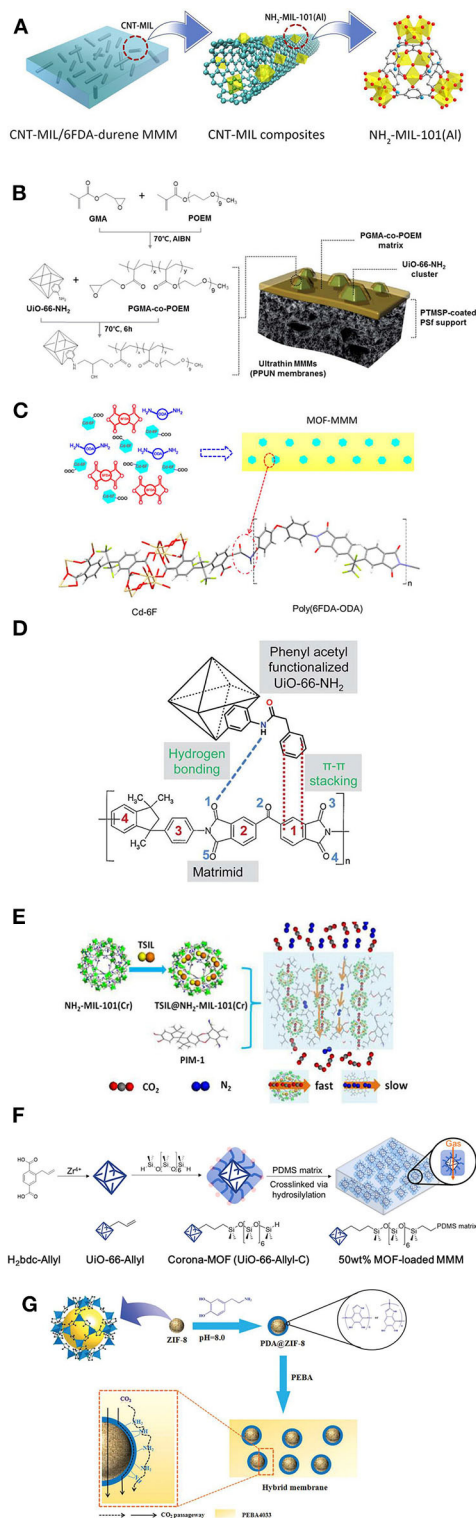 A
CNT-MIL
NH2-MIL-101(Al)
CNT-MIL/6FDA-durene MMM
CNT-MIL composites
NH2-MIL-101(Al)
B
GMA
+
POEM
70℃, AIBN
UiO-66-NH2
+
PGMA-co-POEM
70℃, 6h
PGMA-co-POEM
matrix
UiO-66-NH2
cluster
PTMSP-coated
PSf support
Ultrathin MMMs
(PPUN membranes)
C
MOF-MMM
Cd-6F
Poly(6FDA-ODA)
D
Phenyl acetyl
functionalized
UiO-66-NH2
Hydrogen
bonding
π-π
stacking
Matrimid
E
TSIL
NH2-MIL-101(Cr)
TSIL@NH2-MIL-101(Cr)
PIM-1
CO2
N2
fast
slow
F
Zr4+
PDMS matrix
Crosslinked via
hydrosilylation
Gas
PDMS matrix
H2bdc-Allyl
UiO-66-Allyl
Corona-MOF (UiO-66-Allyl-C)
50wt% MOF-loaded MMM
G
ZIF-8
pH=8.0
PDA@ZIF-8
PEBA
CO2
Hybrid membrane
CO2 passageway
PEBA4033